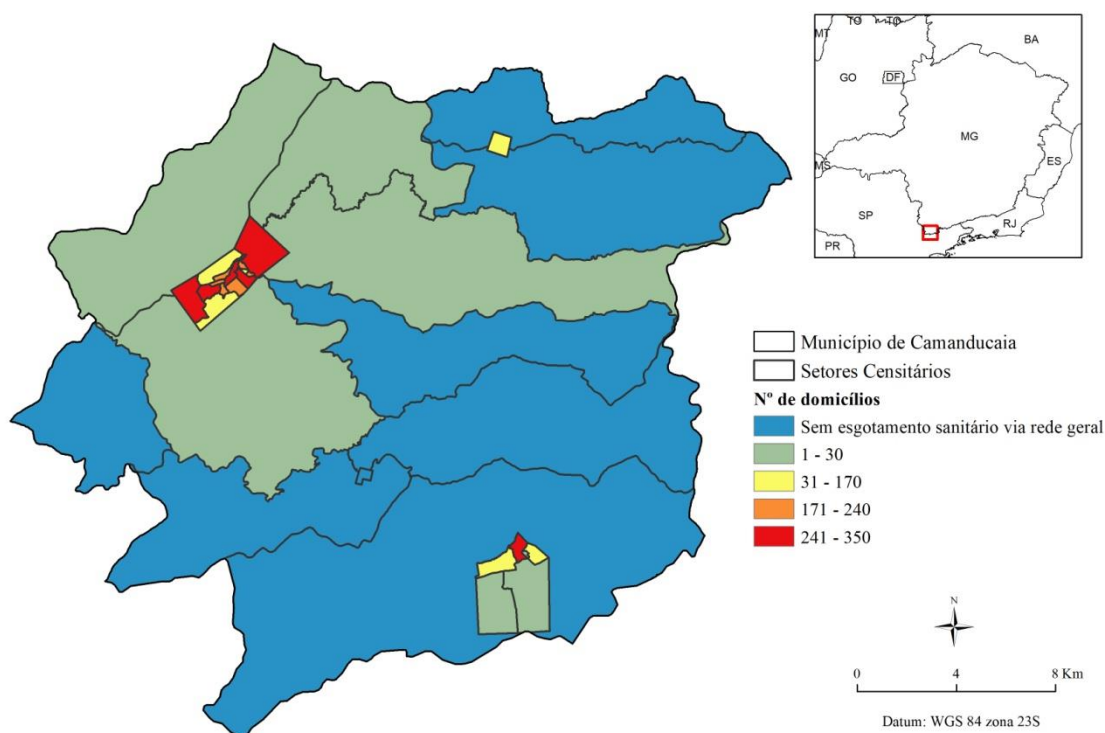 TO
TO
MT
BA
GO
DF
MG
MS
ES
SP
RJ
PR
Município de Camanducaia
Setores Censitários
Nº de domicílios
Sem esgotamento sanitário via rede geral
1 - 30
31 - 170
171 - 240
241 - 350
N
0 4 8 Km
Datum: WGS 84 zona 23S